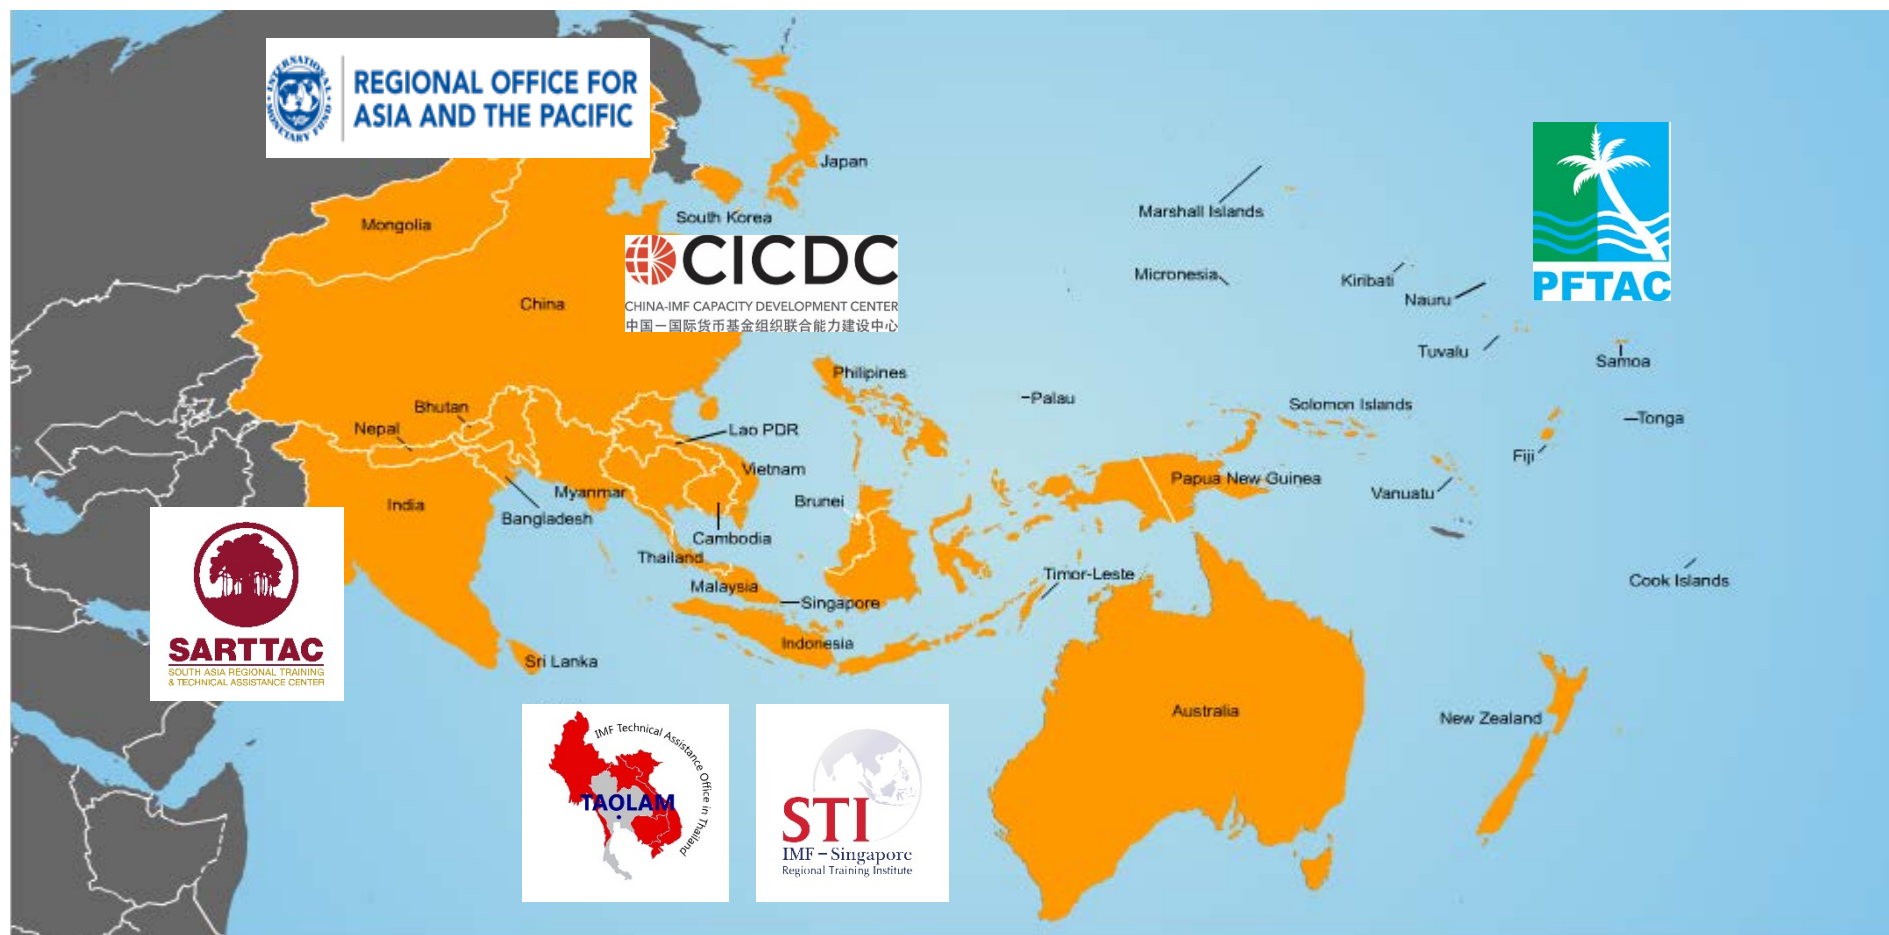 INTERNATIONAL MONETARY FUND
REGIONAL OFFICE FOR
ASIA AND THE PACIFIC
Japan
South Korea
Mongolia
China
CICDC
CHINA-IMF CAPACITY DEVELOPMENT CENTER
中国－国际货币基金组织联合能力建设中心
Marshall Islands
Micronesia
Kiribati
Nauru
Tuvalu
PFTAC
Samoa
Philipines
Palau
Solomon Islands
Tonga
Bhutan
Nepal
Lao PDR
Vietnam
Fiji
India
Myanmar
Bangladesh
Brunei
Papua New Guinea
Vanuatu
Cambodia
Thailand
Malaysia
Singapore
Timor-Leste
Cook Islands
Indonesia
Sri Lanka
SARTTAC
SOUTH ASIA REGIONAL TRAINING
& TECHNICAL ASSISTANCE CENTER
Australia
New Zealand
IMF Technical Assistance Office in Thailand
TAOLAM
STI
IMF – Singapore
Regional Training Institute